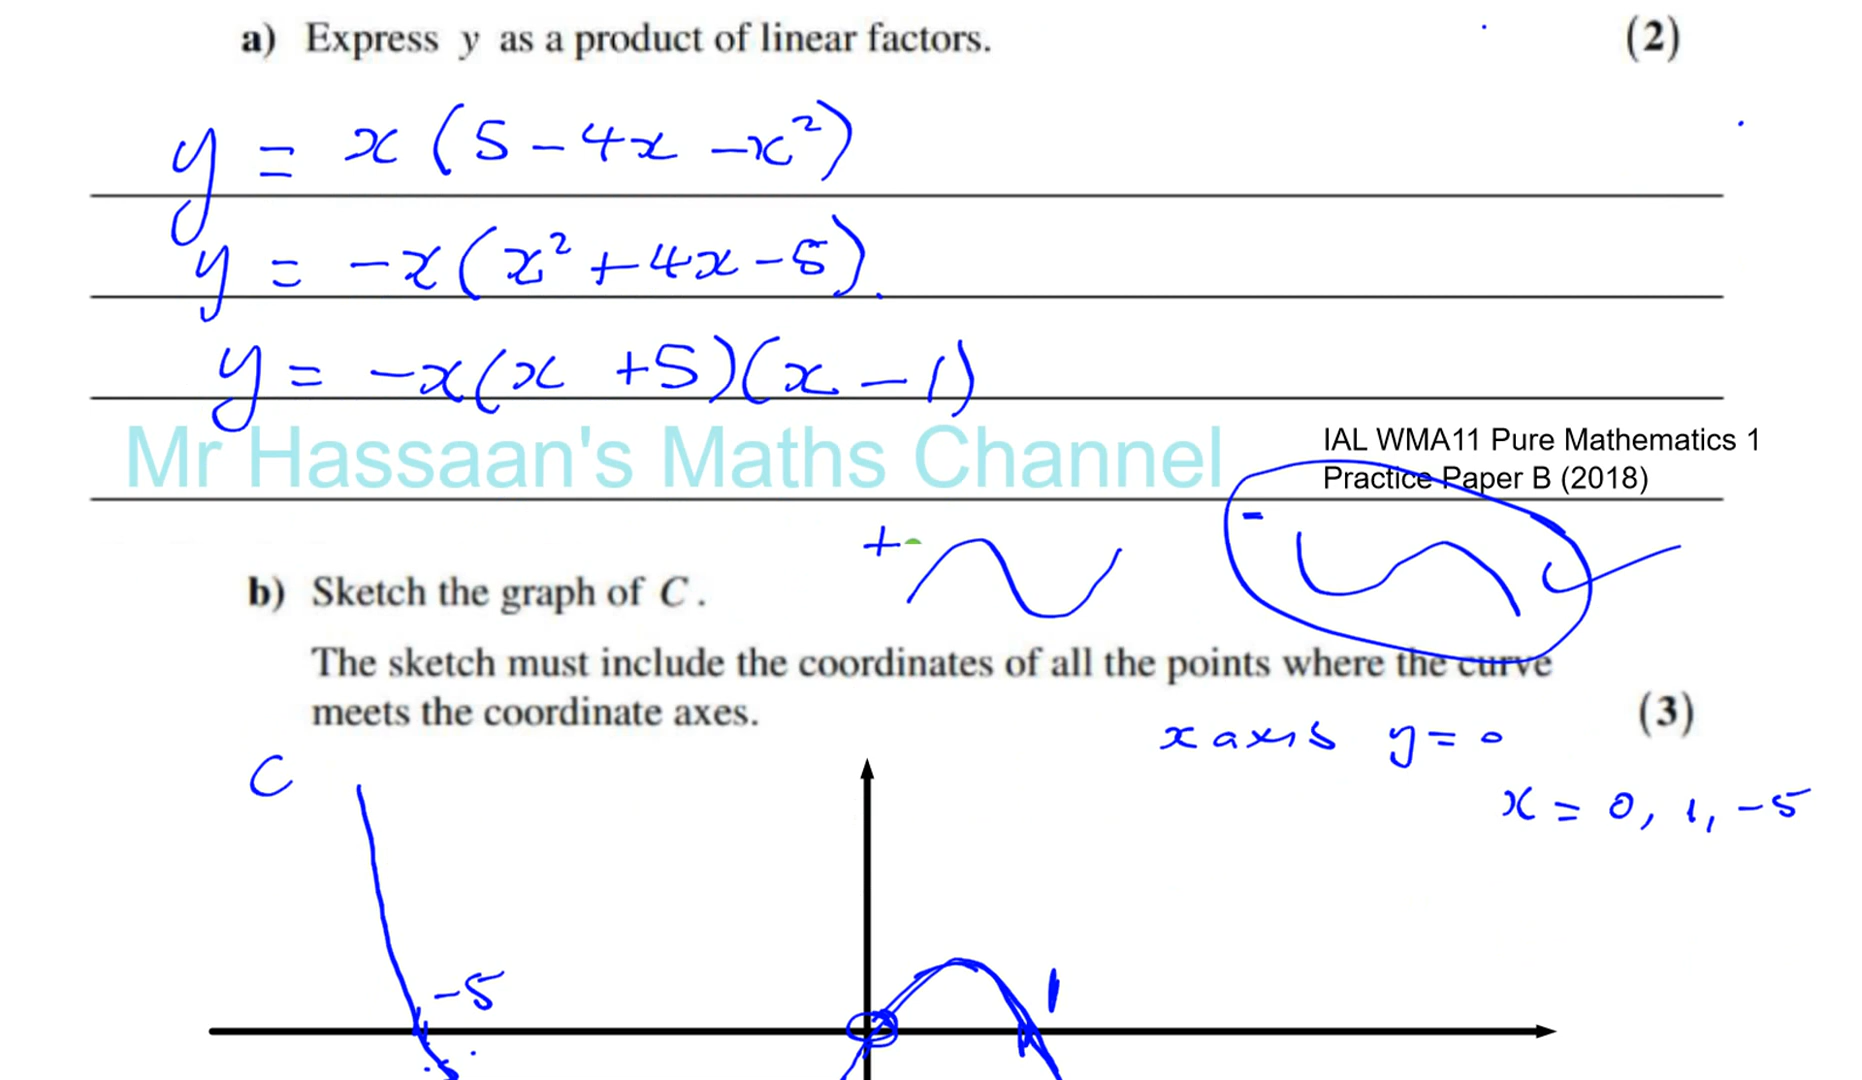 a) Express y as a product of linear factors. (2)
y = x (5 - 4x - x²)
y = -x (x² + 4x - 5).
y = -x(x +5)(x - 1)
Mr Hassaan's Maths Channel
IAL WMA11 Pure Mathematics 1
Practice Paper B (2018)
+
-
b) Sketch the graph of C.
The sketch must include the coordinates of all the points where the curve
meets the coordinate axes. (3)
x axis y = 0
C
x = 0, 1, -5
-5
1